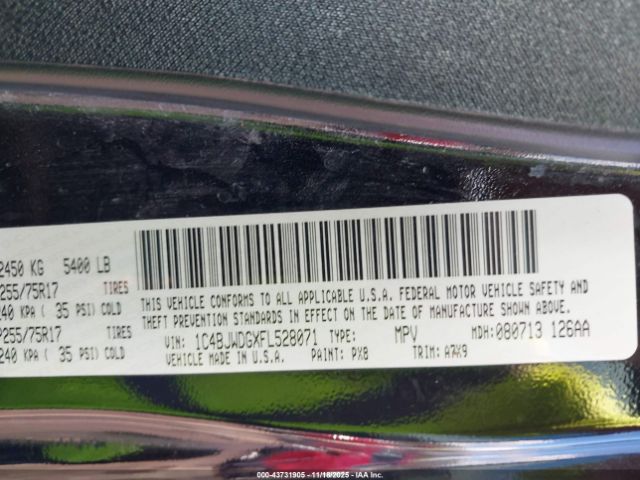 2450 KG 5400 LB
255/75R17 TIRES
240 KPA ( 35 PSI) COLD
255/75R17 TIRES
240 KPA ( 35 PSI) COLD
THIS VEHICLE CONFORMS TO ALL APPLICABLE U.S.A. FEDERAL MOTOR VEHICLE SAFETY AND
THEFT PREVENTION STANDARDS IN EFFECT ON THE DATE OF MANUFACTURE SHOWN ABOVE.
VIN: 1C4BJWDGXFL528071 TYPE: MPV MDH: 080713 126AA
VEHICLE MADE IN U.S.A. PAINT: PX8 TRIM: A7K9
000-43731905 - 11/18/2025 - IAA Inc.